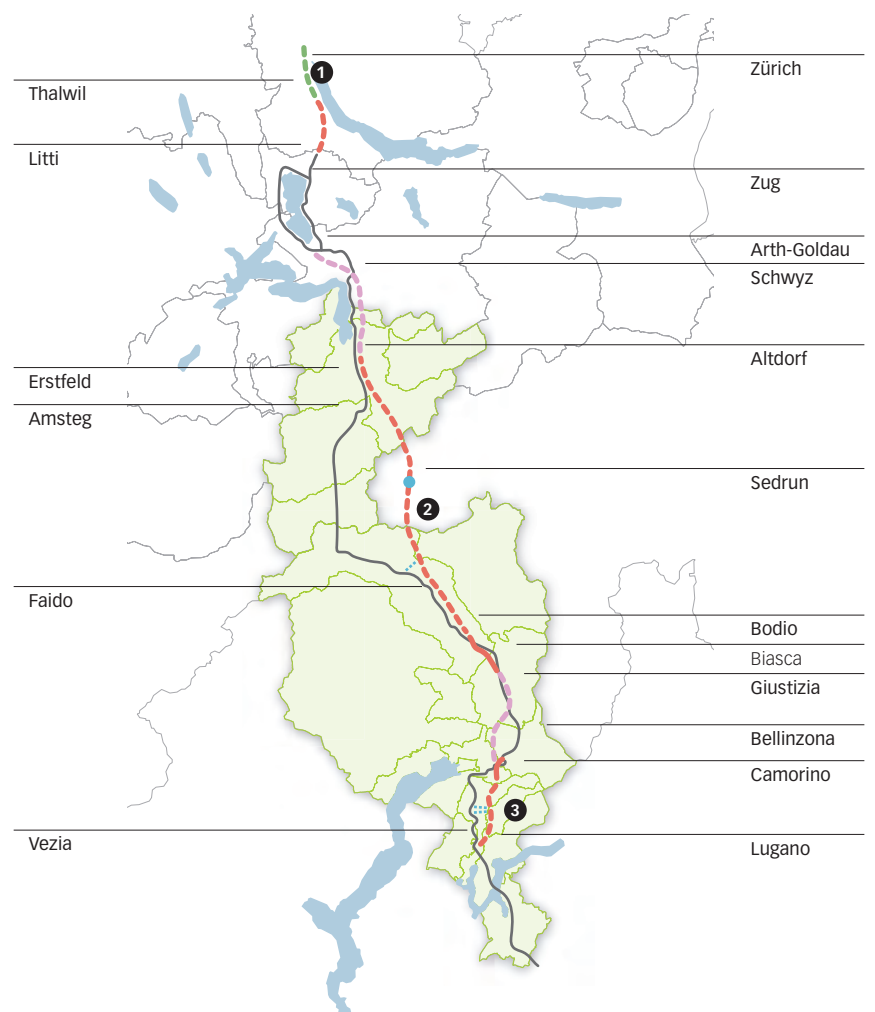 1
Zürich
Thalwil
Litti
Zug
Arth-Goldau
Schwyz
Altdorf
Erstfeld
Amsteg
Sedrun
2
Faido
Bodio
Biasca
Giustizia
Bellinzona
Camorino
3
Vezia
Lugano